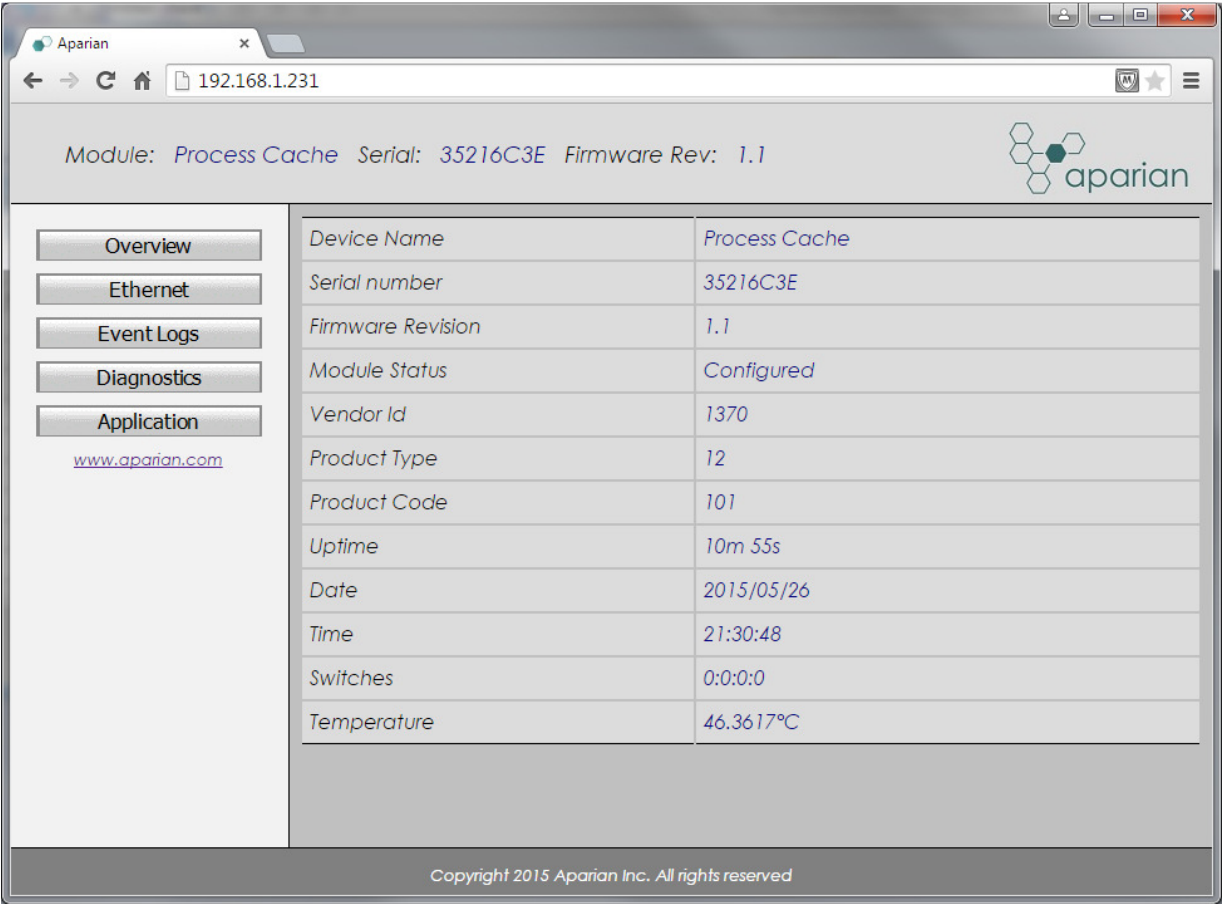 Aparian
192.168.1.231
Module: Process Cache Serial: 35216C3E Firmware Rev: 1.1
aparian
Overview
Ethernet
Event Logs
Diagnostics
Application
www.aparian.com
Device Name Process Cache
Serial number 35216C3E
Firmware Revision 1.1
Module Status Configured
Vendor Id 1370
Product Type 12
Product Code 101
Uptime 10m 55s
Date 2015/05/26
Time 21:30:48
Switches 0:0:0:0
Temperature 46.3617°C
Copyright 2015 Aparian Inc. All rights reserved